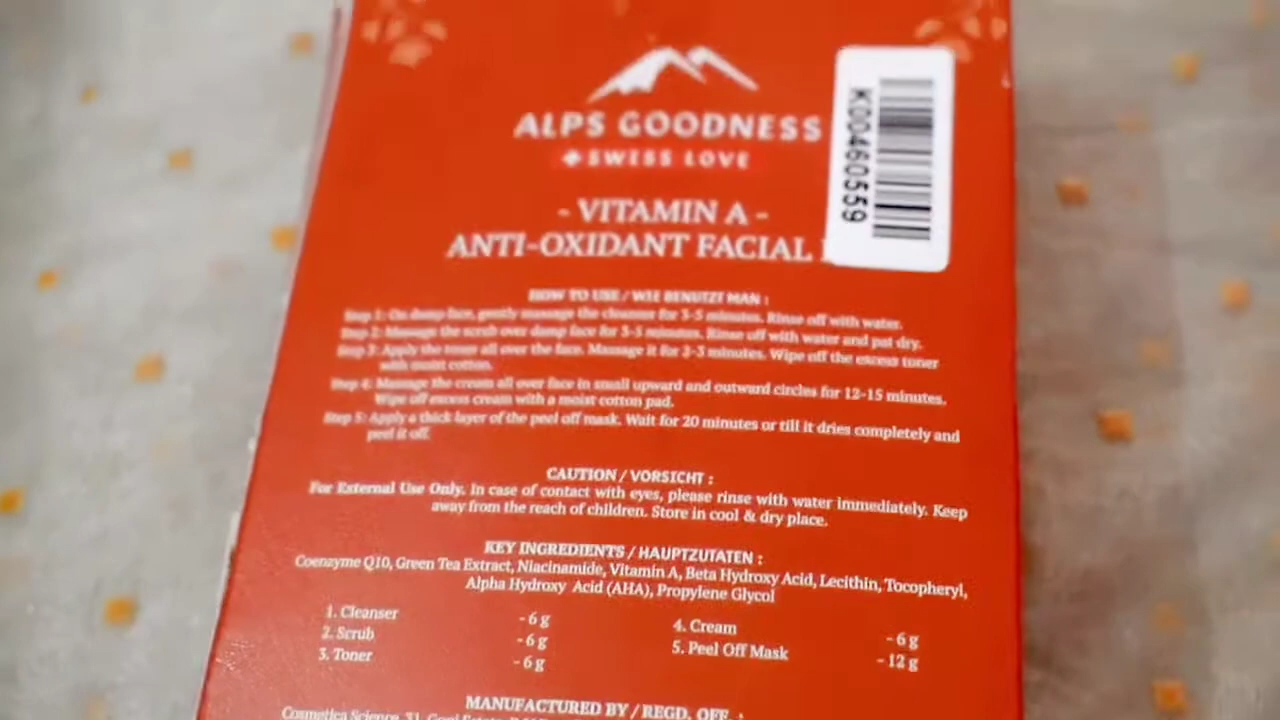 ALPS GOODNESS
SWISS LOVE
K00460559
- VITAMIN A -
ANTI-OXIDANT FACIAL
HOW TO USE / WIE BENUTZT MAN :
Step 1: On damp face, gently massage the cleanser for 3-5 minutes. Rinse off with water.
Step 2: Massage the scrub over damp face for 3-5 minutes. Rinse off with water and pat dry.
Step 3: Apply the toner all over the face. Massage it for 2-3 minutes. Wipe off the excess toner
with moist cotton.
Step 4: Massage the cream all over face in small upward and outward circles for 12-15 minutes.
Wipe off excess cream with a moist cotton pad.
Step 5: Apply a thick layer of the peel off mask. Wait for 20 minutes or till it dries completely and
peel it off.
CAUTION / VORSICHT :
For External Use Only. In case of contact with eyes, please rinse with water immediately. Keep
away from the reach of children. Store in cool & dry place.
KEY INGREDIENTS / HAUPTZUTATEN :
Coenzyme Q10, Green Tea Extract, Niacinamide, Vitamin A, Beta Hydroxy Acid, Lecithin, Tocopheryl,
Alpha Hydroxy Acid (AHA), Propylene Glycol
1. Cleanser - 6 g
2. Scrub - 6 g
3. Toner - 6 g
4. Cream - 6 g
5. Peel Off Mask - 12 g
MANUFACTURED BY / REGD. OFF. :
Cosmetica Science, 31,